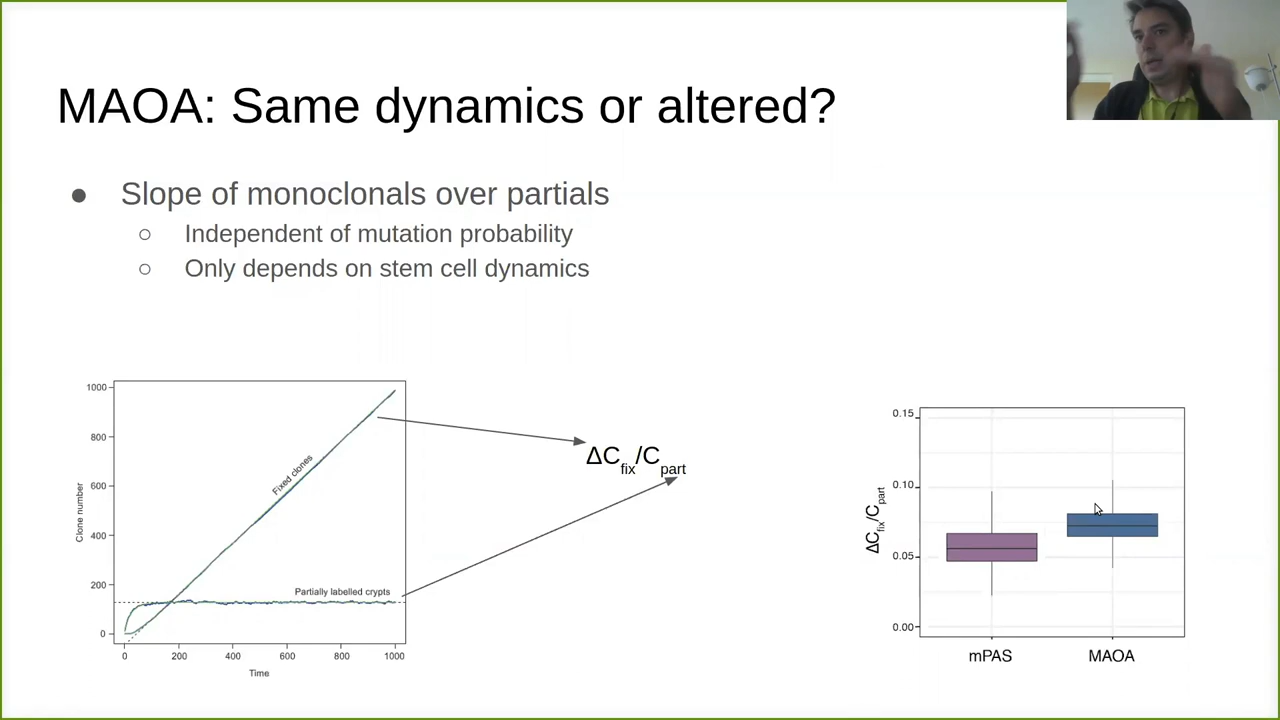 MAOA: Same dynamics or altered?
● Slope of monoclonals over partials
○ Independent of mutation probability
○ Only depends on stem cell dynamics
1000
800
600
400
200
0
Clone number
Fixed clones
Partially labelled crypts
0 200 400 600 800 1000
Time
ΔCfix/Cpart
0.15
0.10
0.05
0.00
ΔCfix/Cpart
mPAS MAOA